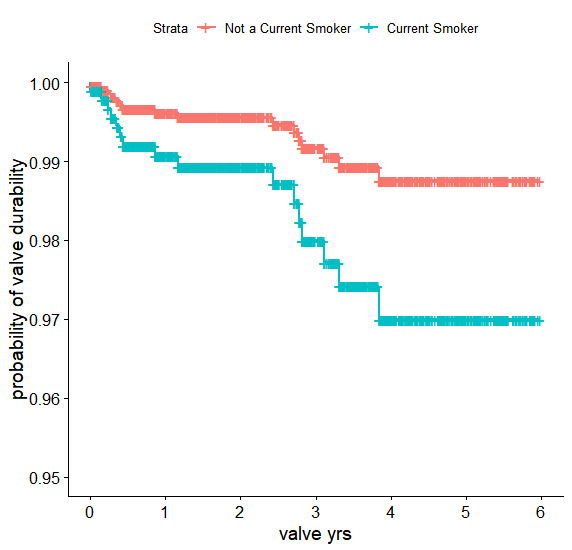 Strata Not a Current Smoker Current Smoker
probability of valve durability
1.00
0.99
0.98
0.97
0.96
0.95
0 1 2 3 4 5 6
valve yrs